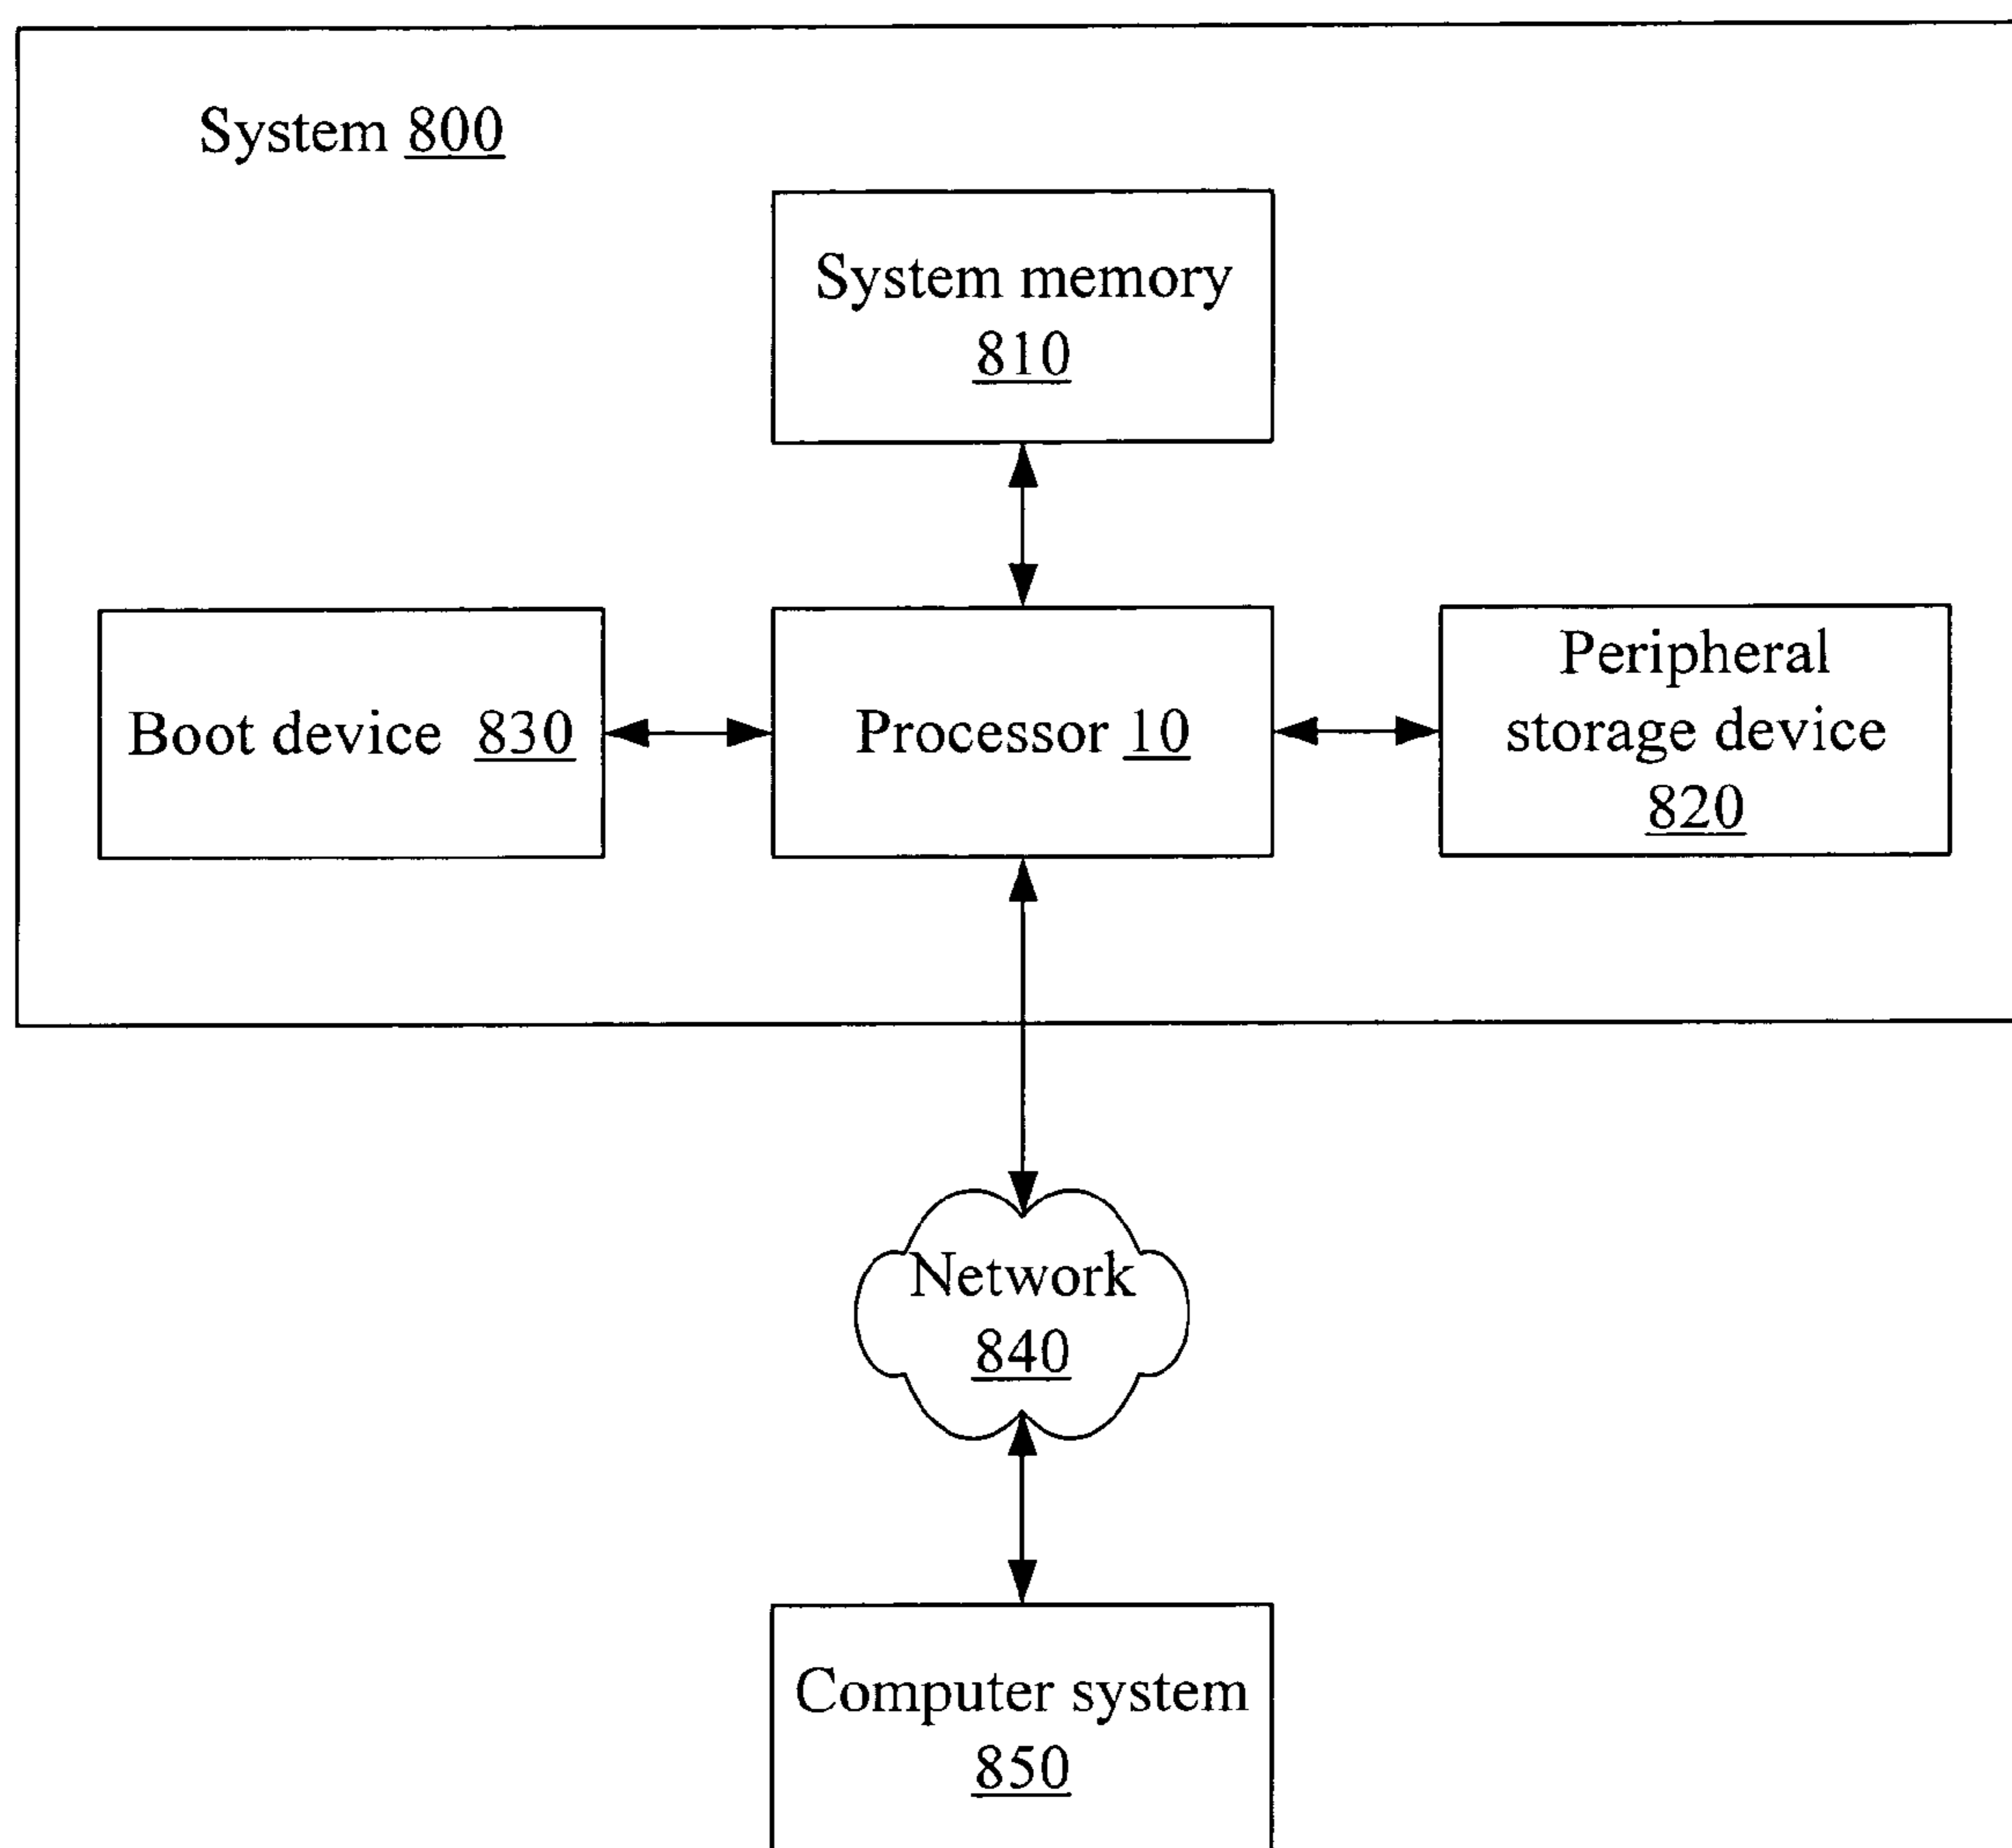 System 800
System memory
810
Boot device 830
Processor 10
Peripheral
storage device
820
Network
840
Computer system
850